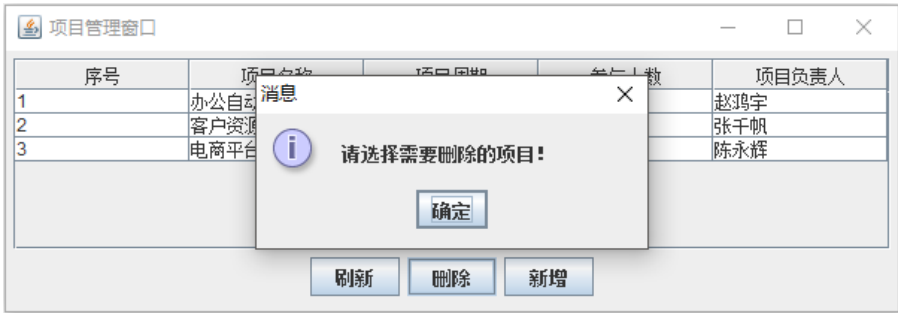 项目管理窗口
序号 项目负责人
1 办公自 赵鸿宇
2 客户资源 张千帆
3 电商平台 陈永辉
消息
请选择需要删除的项目!
确定
刷新 删除 新增